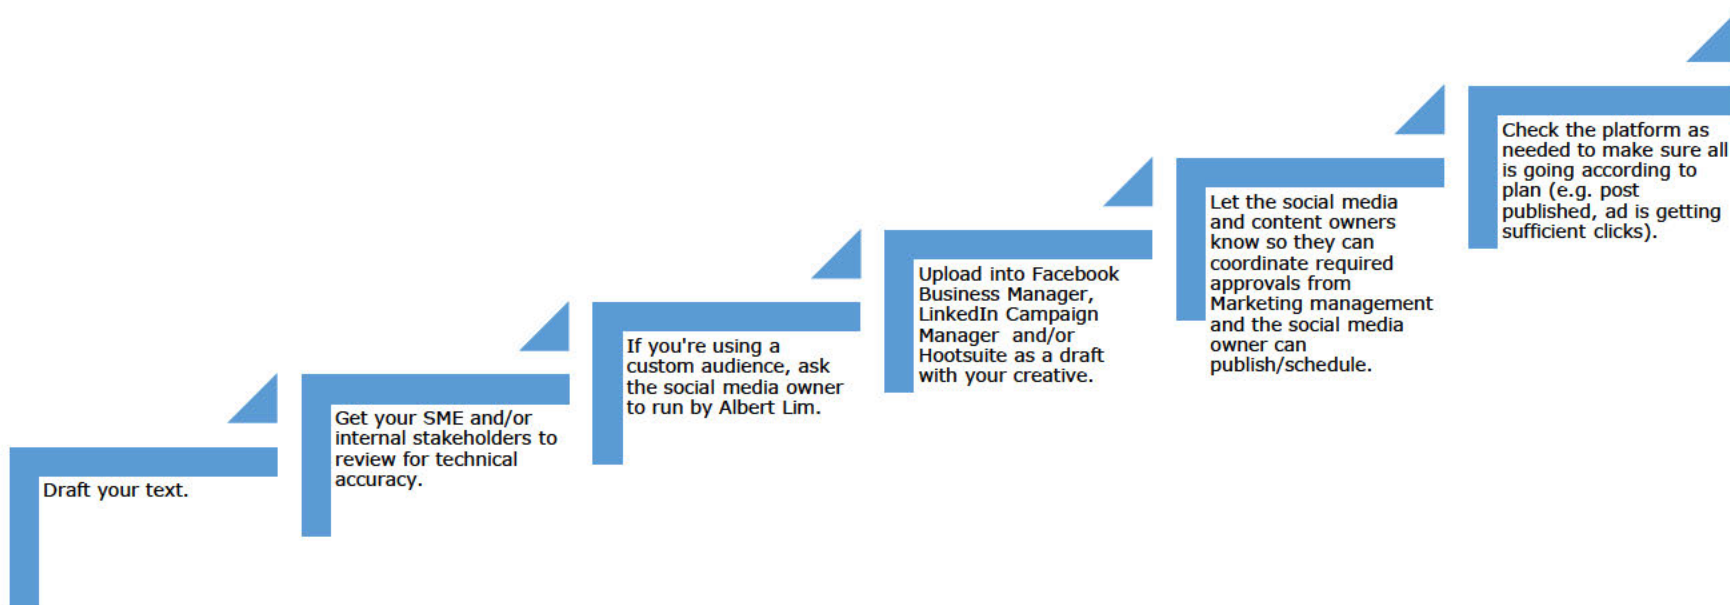 Draft your text.
Get your SME and/or
internal stakeholders to
review for technical
accuracy.
If you're using a
custom audience, ask
the social media owner
to run by Albert Lim.
Upload into Facebook
Business Manager,
LinkedIn Campaign
Manager  and/or
Hootsuite as a draft
with your creative.
Let the social media
and content owners
know so they can
coordinate required
approvals from
Marketing management
and the social media
owner can
publish/schedule.
Check the platform as
needed to make sure all
is going according to
plan (e.g. post
published, ad is getting
sufficient clicks).